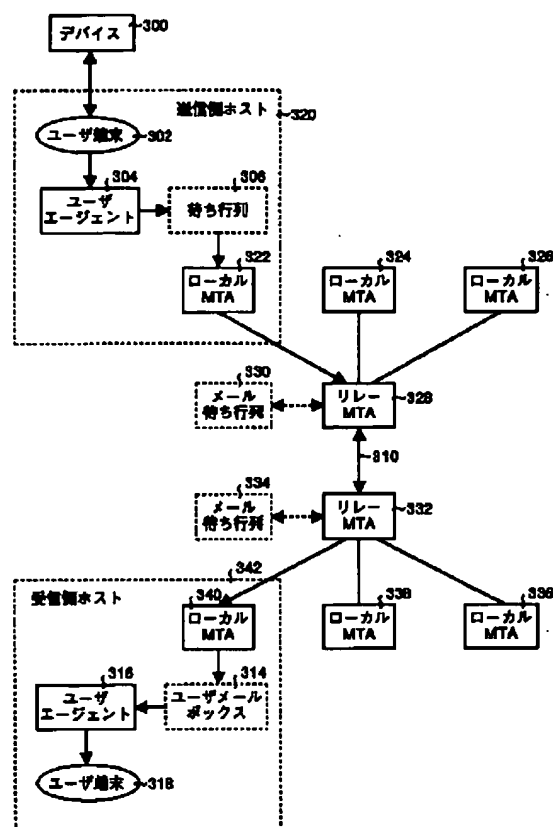 デバイス
300
送信側ホスト
320
ユーザ端末
302
304
ユーザ
エージェント
306
待ち行列
322
ローカル
MTA
324
ローカル
MTA
326
ローカル
MTA
330
メール
待ち行列
リレー
MTA
328
310
334
メール
待ち行列
リレー
MTA
332
342
受信側ホスト
340
ローカル
MTA
338
ローカル
MTA
336
ローカル
MTA
316
ユーザ
エージェント
314
ユーザメール
ボックス
ユーザ端末
318